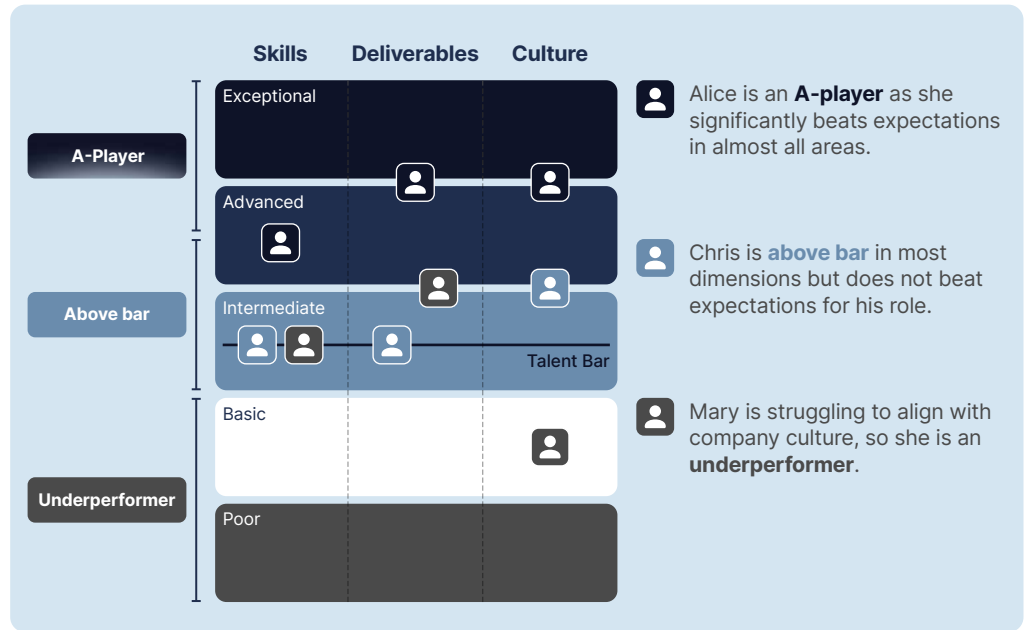 Skills Deliverables Culture
Exceptional
A-Player
Advanced
Above bar
Intermediate
Talent Bar
Basic
Underperformer
Poor
Alice is an A-player as she
significantly beats expectations
in almost all areas.
Chris is above bar in most
dimensions but does not beat
expectations for his role.
Mary is struggling to align with
company culture, so she is an
underperformer.